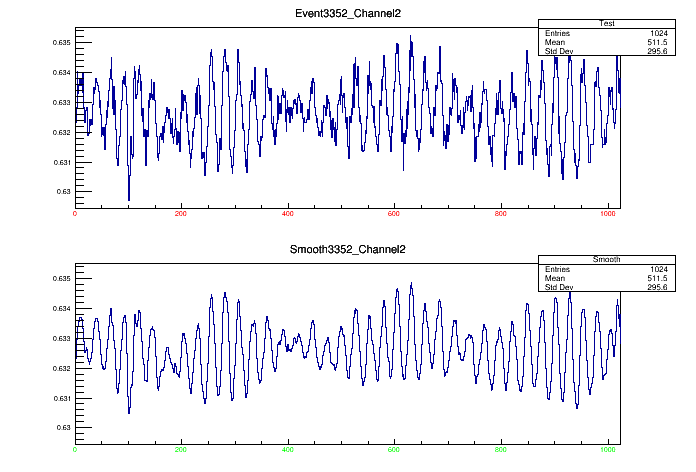 Event3352_Channel2
Test
Entries 1024
Mean 511.5
Std Dev 295.6
0.635
0.634
0.633
0.632
0.631
0.63
0 200 400 600 800 1000
Smooth3352_Channel2
Smooth
Entries 1024
Mean 511.5
Std Dev 295.6
0.635
0.634
0.633
0.632
0.631
0.63
0 200 400 600 800 1000